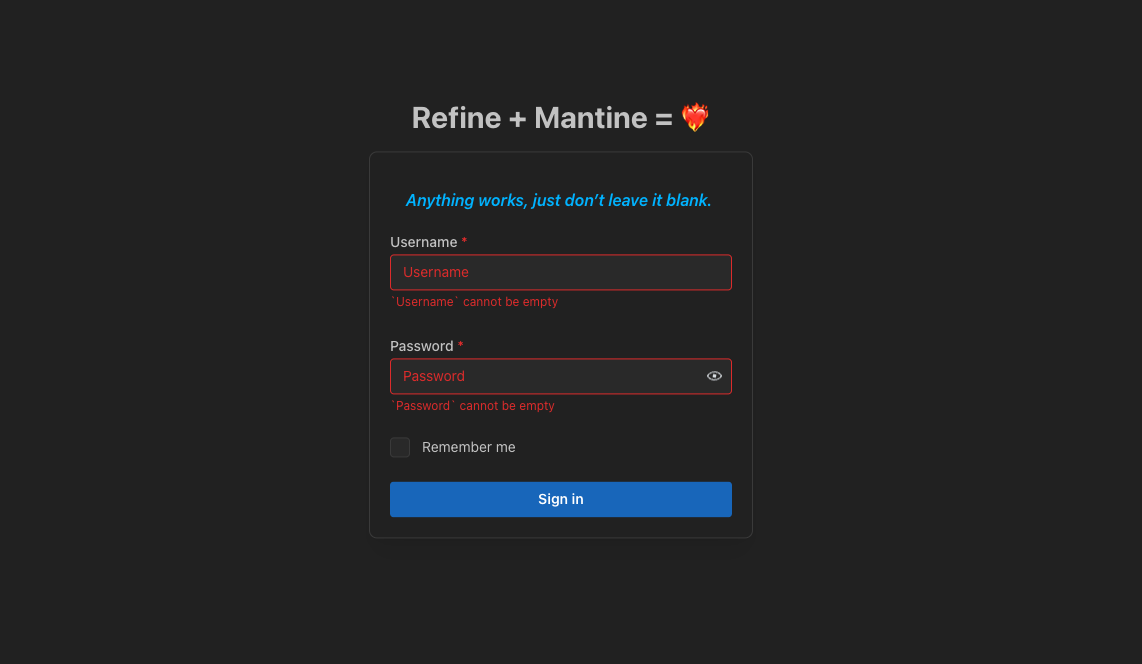 Refine + Mantine = ❤️‍🔥
Anything works, just don’t leave it blank.
Username *
Username
`Username` cannot be empty
Password *
Password
`Password` cannot be empty
Remember me
Sign in